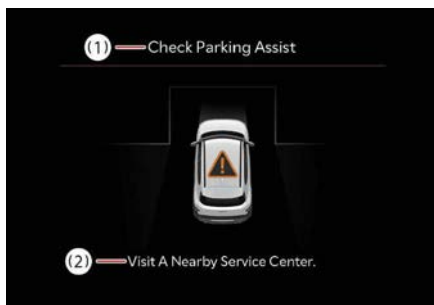 (1) Check Parking Assist
(2) Visit A Nearby Service Center.